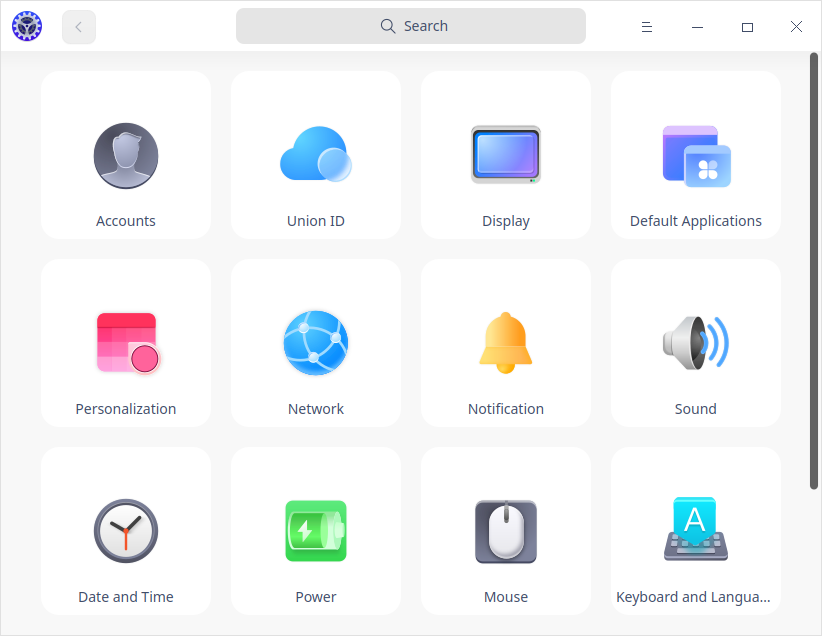 Search
Accounts
Union ID
Display
Default Applications
Personalization
Network
Notification
Sound
Date and Time
Power
Mouse
A
Keyboard and Langua...